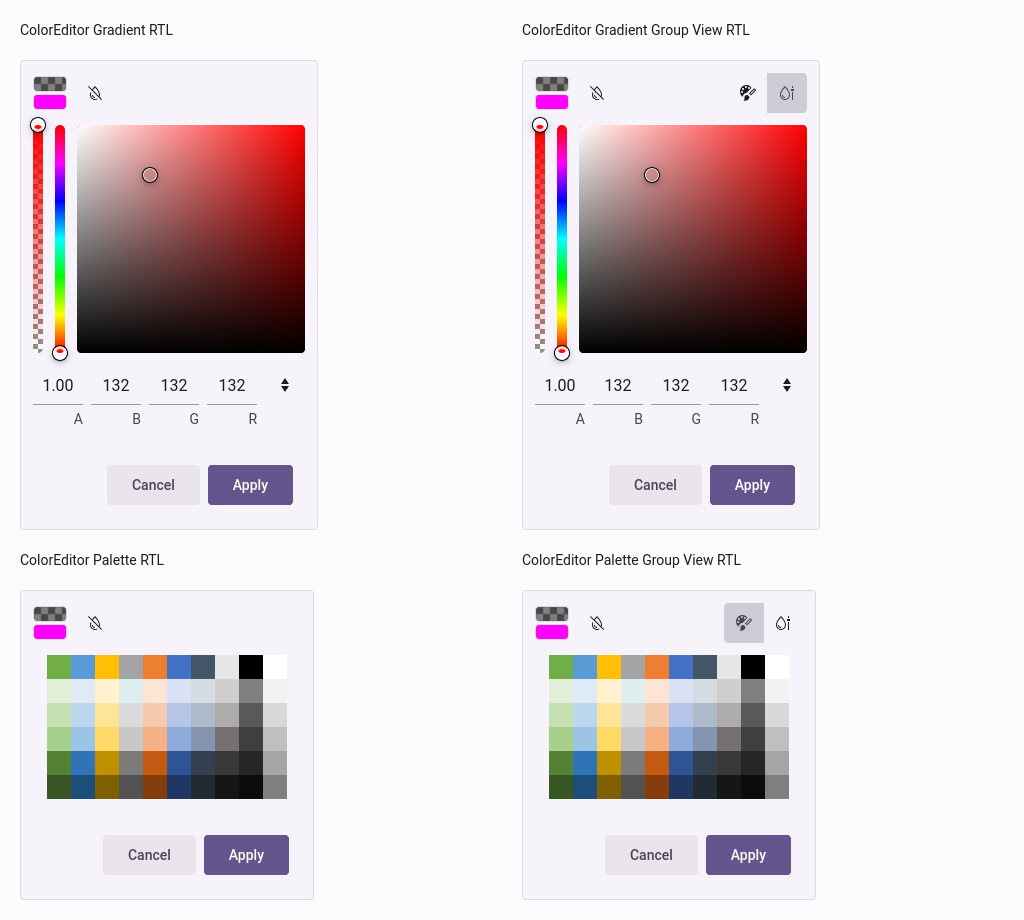 ColorEditor Gradient RTL
ColorEditor Gradient Group View RTL
1.00 132 132 132
A B G R
Cancel Apply
1.00 132 132 132
A B G R
Cancel Apply
ColorEditor Palette RTL
ColorEditor Palette Group View RTL
Cancel Apply
Cancel Apply